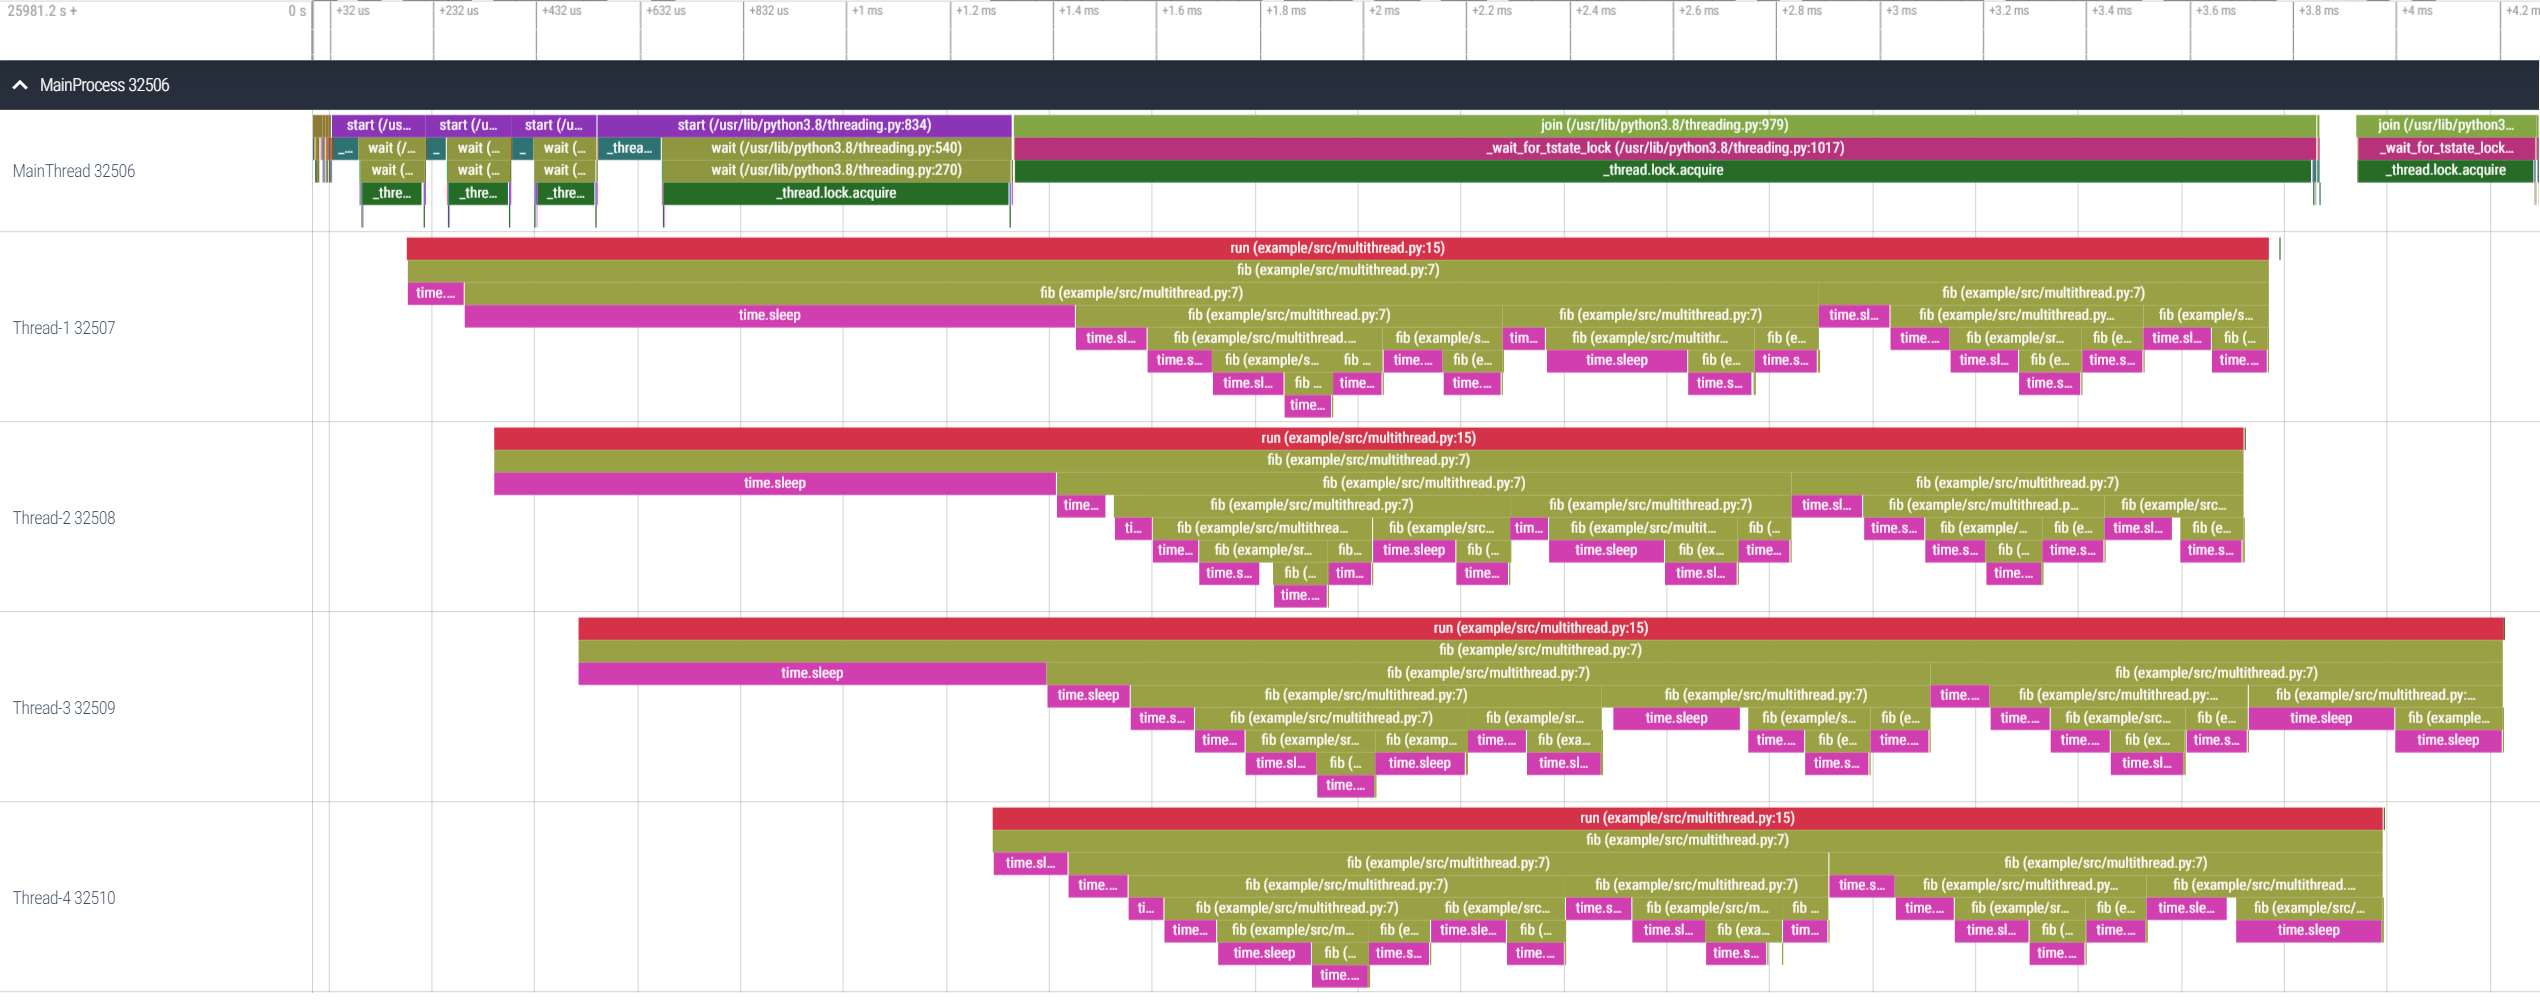 25981.2 s + 0 s +32 us +232 us +432 us +632 us +832 us +1 ms +1.2 ms +1.4 ms +1.6 ms +1.8 ms +2 ms +2.2 ms +2.4 ms +2.6 ms +2.8 ms +3 ms +3.2 ms +3.4 ms +3.6 ms +3.8 ms +4 ms +4.2 m
MainProcess 32506
start (/us... start (/u... start (/u... start (/usr/lib/python3.8/threading.py:834) join (/usr/lib/python3.8/threading.py:979) join (/usr/lib/python3...
_... wait (/... _ wait (... _ wait (... _threa... wait (/usr/lib/python3.8/threading.py:540) _wait_for_tstate_lock (/usr/lib/python3.8/threading.py:1017) _wait_for_tstate_lock...
MainThread 32506 wait (... wait (... wait (... wait (/usr/lib/python3.8/threading.py:270) _thread.lock.acquire _thread.lock.acquire
_thre... _thre... _thre... _thread.lock.acquire
run (example/src/multithread.py:15)
fib (example/src/multithread.py:7)
time.... fib (example/src/multithread.py:7) fib (example/src/multithread.py:7)
time.sleep fib (example/src/multithread.py:7) fib (example/src/multithread.py:7) time.sl... fib (example/src/multithread.py... fib (example/s...
Thread-1 32507
time.sl... fib (example/src/multithread.... fib (example/s... tim... fib (example/src/multithr... fib (e... time.... fib (example/sr... fib (e... time.sl... fib (...
time.s... fib (example/s... fib ... time.... fib (e... time.sleep fib (e... time.s... time.sl... fib (e... time.s... time....
time.sl... fib ... time... time.... time.s... time.s...
time...
run (example/src/multithread.py:15)
fib (example/src/multithread.py:7)
time.sleep fib (example/src/multithread.py:7) fib (example/src/multithread.py:7)
time... fib (example/src/multithread.py:7) fib (example/src/multithread.py:7) time.sl... fib (example/src/multithread.p... fib (example/src...
Thread-2 32508
ti... fib (example/src/multithrea... fib (example/src... tim... fib (example/src/multit... fib (... time.s... fib (example/... fib (e... time.sl... fib (e...
time... fib (example/sr... fib... time.sleep fib (... time.sleep fib (ex... time... time.s... fib (... time.s... time.s...
time.s... fib (... tim... time... time.sl... time....
time....
run (example/src/multithread.py:15)
fib (example/src/multithread.py:7)
time.sleep fib (example/src/multithread.py:7) fib (example/src/multithread.py:7)
time.sleep fib (example/src/multithread.py:7) fib (example/src/multithread.py:7) time.... fib (example/src/multithread.py:... fib (example/src/multithread.py:...
Thread-3 32509
time.s... fib (example/src/multithread.py:7) fib (example/sr... time.sleep fib (example/s... fib (e... time.... fib (example/src... fib (e... time.sleep fib (example...
time... fib (example/sr... fib (examp... time.... fib (exa... time.... fib (e... time.... time.... fib (ex... time.s... time.sleep
time.sl... fib (... time.sleep time.sl... time.s... time.sl...
time....
run (example/src/multithread.py:15)
fib (example/src/multithread.py:7)
time.sl... fib (example/src/multithread.py:7) fib (example/src/multithread.py:7)
time.... fib (example/src/multithread.py:7) fib (example/src/multithread.py:7) time.s... fib (example/src/multithread.py... fib (example/src/multithread....
Thread-4 32510
ti... fib (example/src/multithread.py:7) fib (example/src... time.s... fib (example/src/m... fib ... time.... fib (example/sr... fib (e... time.sle... fib (example/src/...
time... fib (example/src/m... fib (e... time.sle... fib (... time.sl... fib (exa... tim... time.sl... fib (... time.... time.sleep
time.sleep fib (... time.s... time.... time.s... time....
time....